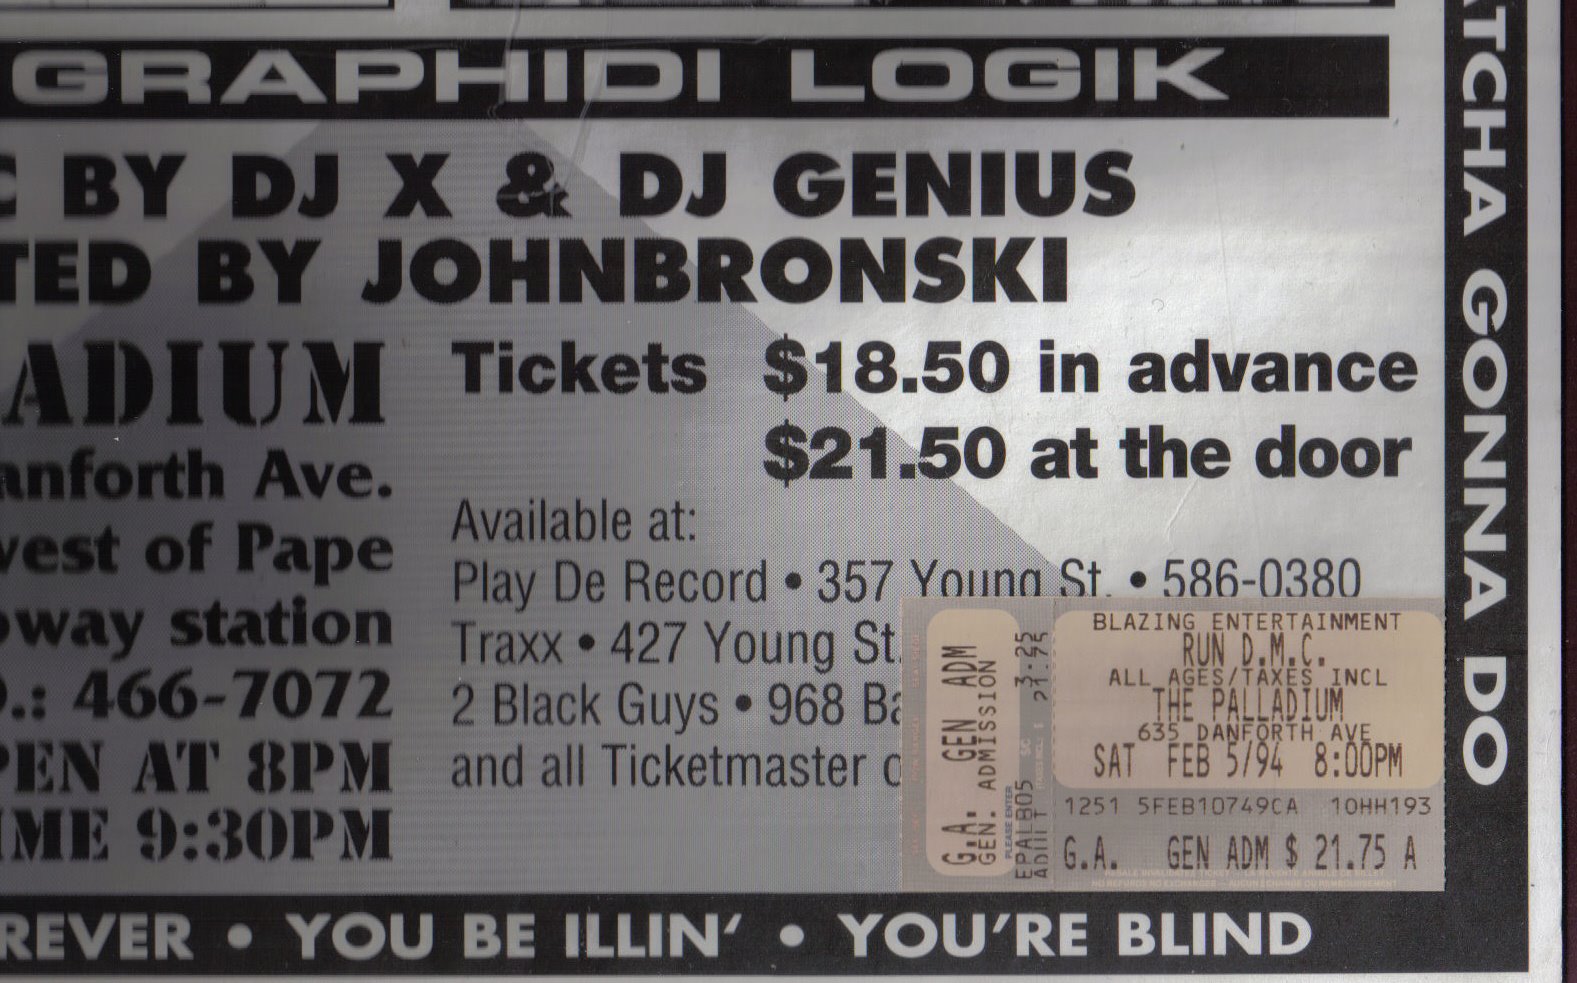 GRAPHIDI LOGIK
C BY DJ X & DJ GENIUS
TED BY JOHNBRONSKI
ADIUM
anforth Ave.
west of Pape
way station
.: 466-7072
PEN AT 8PM
IME 9:30PM
Tickets $18.50 in advance
$21.50 at the door
Available at:
Play De Record • 357 Young St. • 586-0380
Traxx • 427 Young St.
2 Black Guys • 968 Ba
and all Ticketmaster o
G.A. GEN ADM
GEN. ADMISSION
PLEASE ENTER
3.25 21.75
EPALB05 SC
ADULT
BLAZING ENTERTAINMENT
RUN D.M.C.
ALL AGES/TAXES INCL
THE PALLADIUM
635 DANFORTH AVE
SAT FEB 5/94 8:00PM
1251 5FEB10749CA 10HH193
G.A. GEN ADM $ 21.75 A
REVER • YOU BE ILLIN' • YOU'RE BLIND
ATCHA GONNA DO